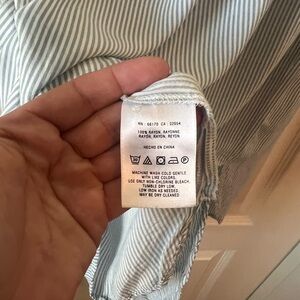 RN : 66170 CA : 32054
100% RAYON, RAYONNE
RAYON, RAYON, REYON
HECHO EN CHINA
MACHINE WASH COLD GENTLE
WITH LIKE COLORS.
USE ONLY NON-CHLORINE BLEACH.
TUMBLE DRY LOW.
LOW IRON AS NEEDED.
MAY BE DRY CLEANED